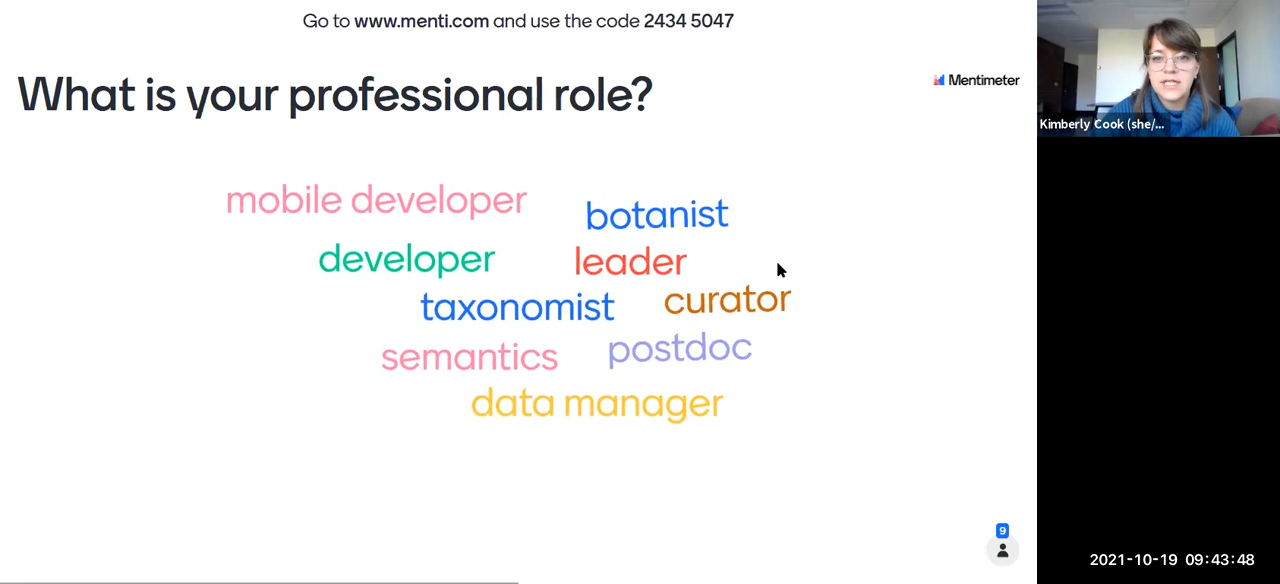 Go to www.menti.com and use the code 2434 5047
What is your professional role?
Mentimeter
Kimberly Cook (she/...
mobile developer
botanist
developer
leader
taxonomist
curator
semantics
postdoc
data manager
9
2021-10-19 09:43:48